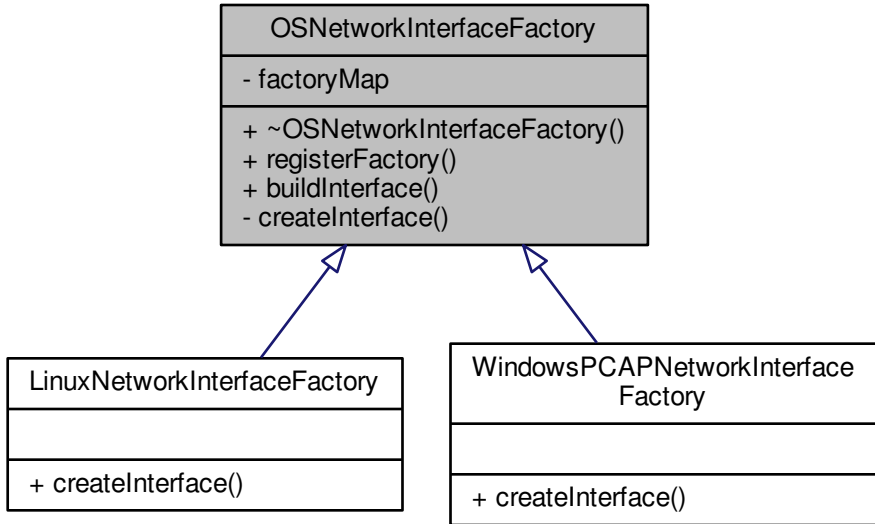 OSNetworkInterfaceFactory
- factoryMap
+ ~OSNetworkInterfaceFactory()
+ registerFactory()
+ buildInterface()
- createInterface()
LinuxNetworkInterfaceFactory
+ createInterface()
WindowsPCAPNetworkInterface
Factory
+ createInterface()